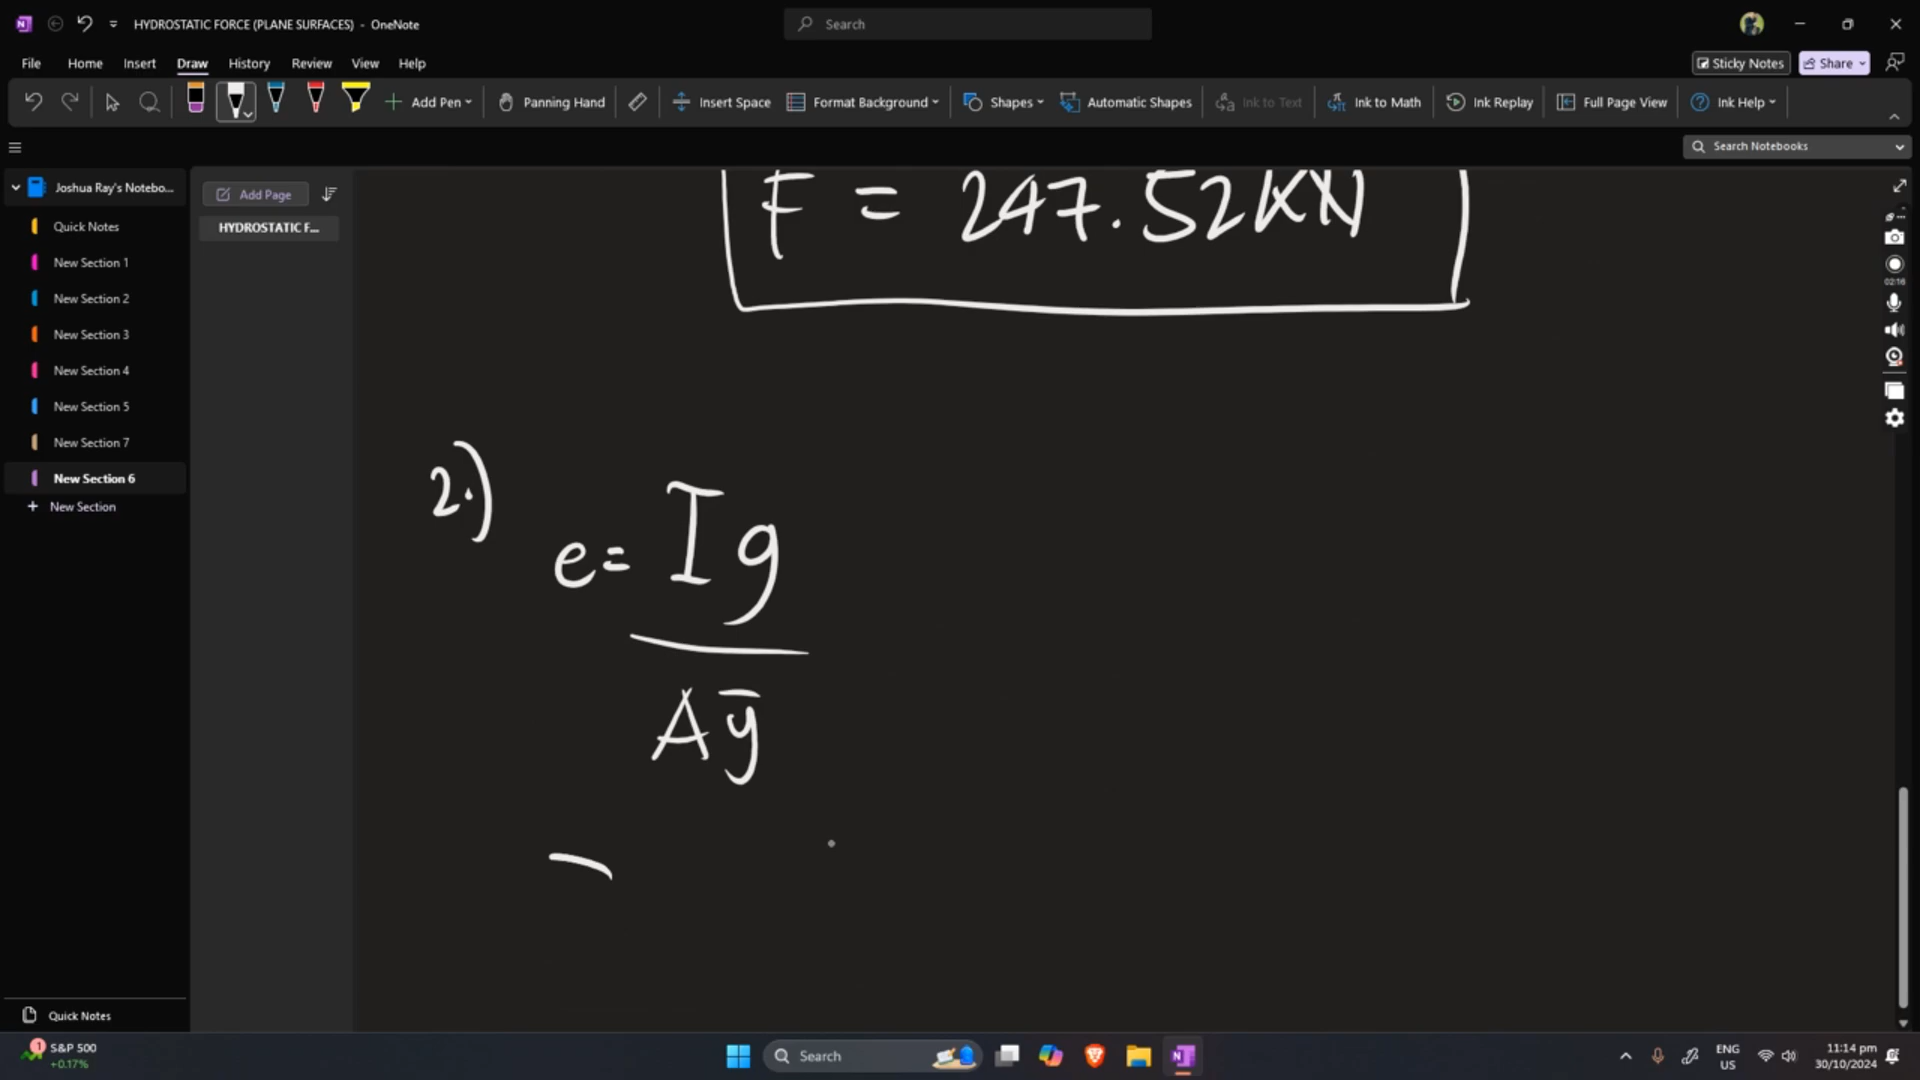 HYDROSTATIC FORCE (PLANE SURFACES) - OneNote
Search
File Home Insert Draw History Review View Help
Sticky Notes Share
Add Pen Panning Hand Insert Space Format Background Shapes Automatic Shapes Ink to Text Ink to Math Ink Replay Full Page View Ink Help
Search Notebooks
Joshua Ray's Notebo...
Add Page
Quick Notes
HYDROSTATIC F...
New Section 1
New Section 2
New Section 3
New Section 4
New Section 5
New Section 7
New Section 6
New Section
F = 247.52KN
02:16
2.)
e= Ig
Aȳ
Quick Notes
1
S&P 500
+0.17%
Search
ENG
US
11:14 pm
30/10/2024